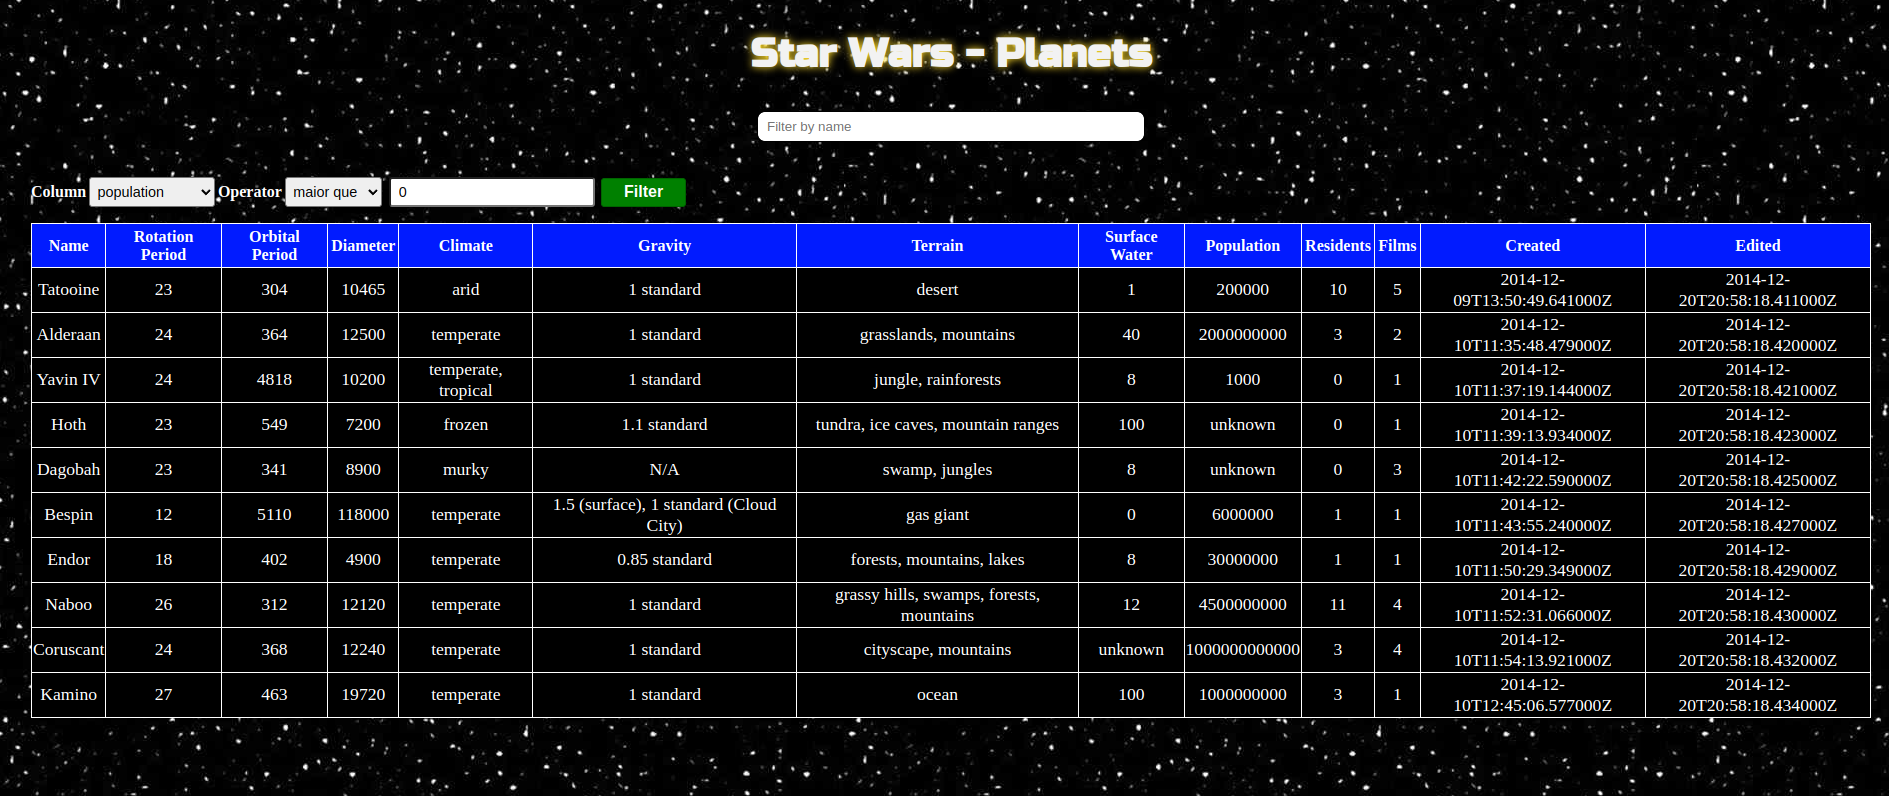 Star Wars - Planets
Filter by name
Column population Operator maior que 0 Filter
Name Rotation Period Orbital Period Diameter Climate Gravity Terrain Surface Water Population Residents Films Created Edited
Tatooine 23 304 10465 arid 1 standard desert 1 200000 10 5 2014-12-09T13:50:49.641000Z 2014-12-20T20:58:18.411000Z
Alderaan 24 364 12500 temperate 1 standard grasslands, mountains 40 2000000000 3 2 2014-12-10T11:35:48.479000Z 2014-12-20T20:58:18.420000Z
Yavin IV 24 4818 10200 temperate, tropical 1 standard jungle, rainforests 8 1000 0 1 2014-12-10T11:37:19.144000Z 2014-12-20T20:58:18.421000Z
Hoth 23 549 7200 frozen 1.1 standard tundra, ice caves, mountain ranges 100 unknown 0 1 2014-12-10T11:39:13.934000Z 2014-12-20T20:58:18.423000Z
Dagobah 23 341 8900 murky N/A swamp, jungles 8 unknown 0 3 2014-12-10T11:42:22.590000Z 2014-12-20T20:58:18.425000Z
Bespin 12 5110 118000 temperate 1.5 (surface), 1 standard (Cloud City) gas giant 0 6000000 1 1 2014-12-10T11:43:55.240000Z 2014-12-20T20:58:18.427000Z
Endor 18 402 4900 temperate 0.85 standard forests, mountains, lakes 8 30000000 1 1 2014-12-10T11:50:29.349000Z 2014-12-20T20:58:18.429000Z
Naboo 26 312 12120 temperate 1 standard grassy hills, swamps, forests, mountains 12 4500000000 11 4 2014-12-10T11:52:31.066000Z 2014-12-20T20:58:18.430000Z
Coruscant 24 368 12240 temperate 1 standard cityscape, mountains unknown 1000000000000 3 4 2014-12-10T11:54:13.921000Z 2014-12-20T20:58:18.432000Z
Kamino 27 463 19720 temperate 1 standard ocean 100 1000000000 3 1 2014-12-10T12:45:06.577000Z 2014-12-20T20:58:18.434000Z